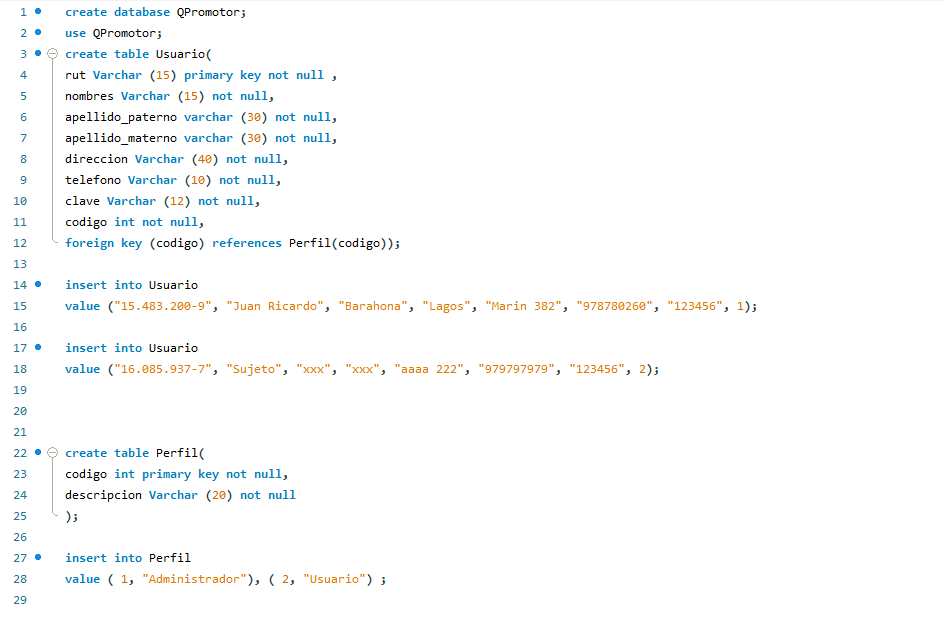 1 create database QPromotor;
2 use QPromotor;
3 create table Usuario(
4 rut Varchar (15) primary key not null ,
5 nombres Varchar (15) not null,
6 apellido_paterno varchar (30) not null,
7 apellido_materno varchar (30) not null,
8 direccion Varchar (40) not null,
9 telefono Varchar (10) not null,
10 clave Varchar (12) not null,
11 codigo int not null,
12 foreign key (codigo) references Perfil(codigo));
13
14 insert into Usuario
15 value ("15.483.200-9", "Juan Ricardo", "Barahona", "Lagos", "Marin 382", "978780260", "123456", 1);
16
17 insert into Usuario
18 value ("16.085.937-7", "Sujeto", "xxx", "xxx", "aaaa 222", "979797979", "123456", 2);
19
20
21
22 create table Perfil(
23 codigo int primary key not null,
24 descripcion Varchar (20) not null
25 );
26
27 insert into Perfil
28 value ( 1, "Administrador"), ( 2, "Usuario") ;
29